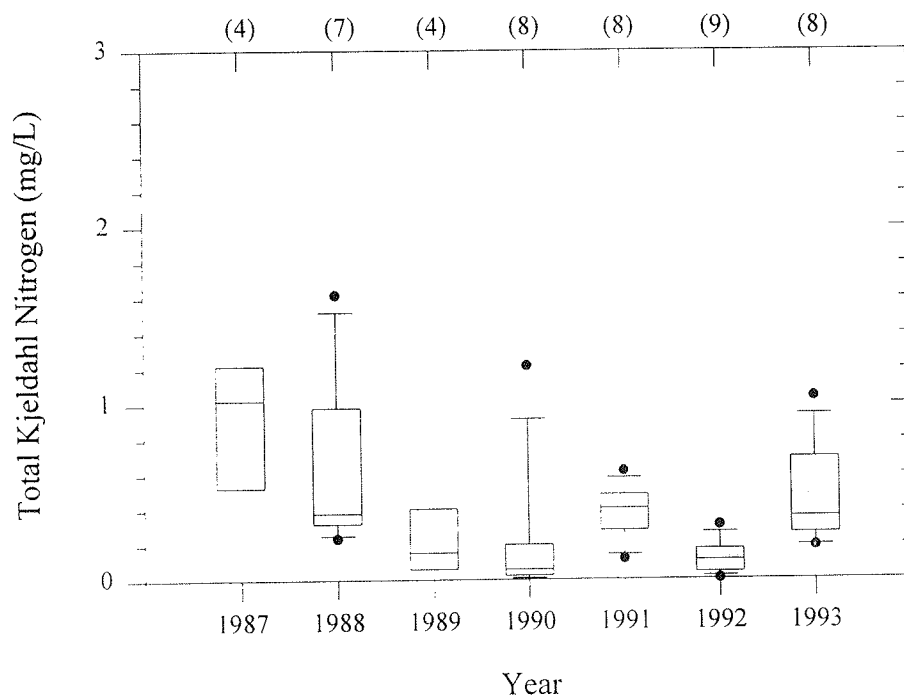 (4) (7) (4) (8) (8) (9) (8)
3
2
1
0
Total Kjeldahl Nitrogen (mg/L)
1987 1988 1989 1990 1991 1992 1993
Year